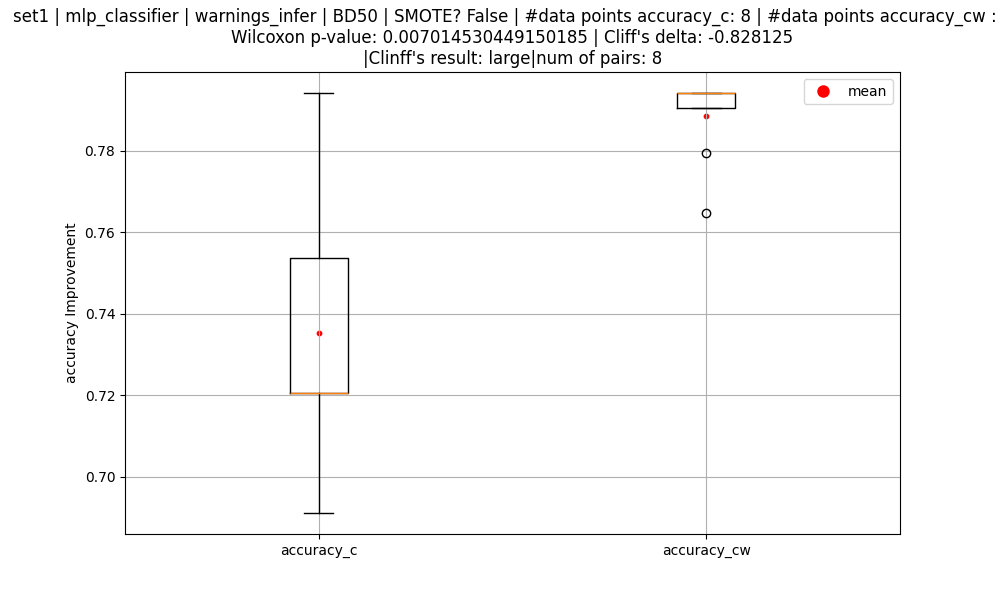 set1 | mlp_classifier | warnings_infer | BD50 | SMOTE? False | #data points accuracy_c: 8 | #data points accuracy_cw :
Wilcoxon p-value: 0.007014530449150185 | Cliff's delta: -0.828125
|Clinff's result: large|num of pairs: 8
mean
0.78
0.76
0.74
0.72
0.70
accuracy Improvement
accuracy_c
accuracy_cw